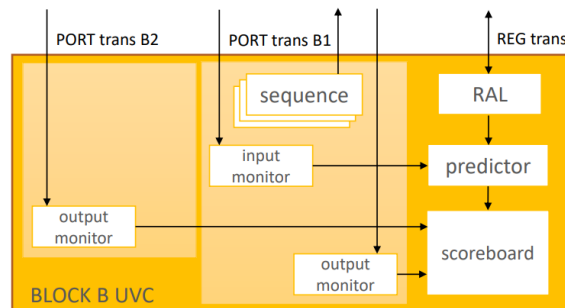 PORT trans B2
PORT trans B1
REG trans
sequence
RAL
input
monitor
predictor
output
monitor
scoreboard
output
monitor
BLOCK B UVC